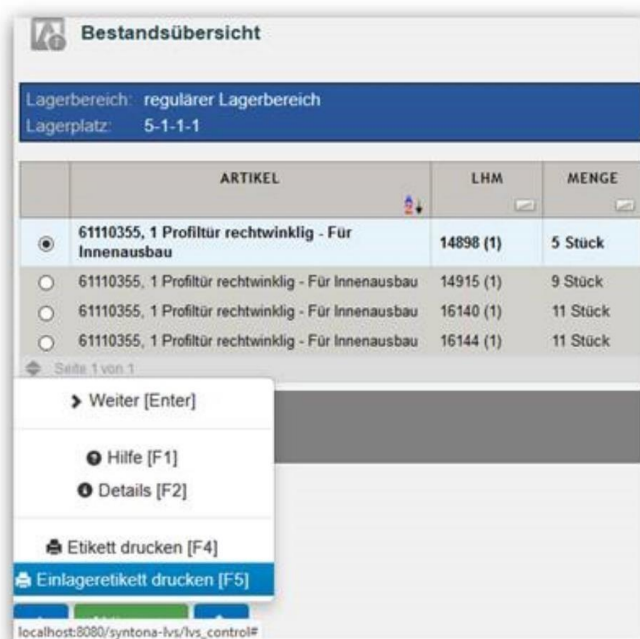 Bestandsübersicht
Lagerbereich: regulärer Lagerbereich
Lagerplatz: 5-1-1-1
ARTIKEL LHM MENGE
61110355, 1 Profiltür rechtwinklig - Für Innenausbau 14898 (1) 5 Stück
61110355, 1 Profiltür rechtwinklig - Für Innenausbau 14915 (1) 9 Stück
61110355, 1 Profiltür rechtwinklig - Für Innenausbau 16140 (1) 11 Stück
61110355, 1 Profiltür rechtwinklig - Für Innenausbau 16144 (1) 11 Stück
Seite 1 von 1
Weiter [Enter]
Hilfe [F1]
Details [F2]
Etikett drucken [F4]
Einlageretikett drucken [F5]
localhost:8080/syntona-lvs/lvs_control#